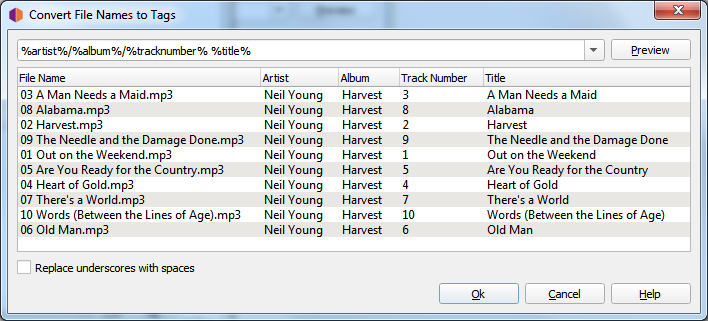 Convert File Names to Tags
%artist%/%album%/%tracknumber% %title%
Preview
File Name Artist Album Track Number Title
03 A Man Needs a Maid.mp3 Neil Young Harvest 3 A Man Needs a Maid
08 Alabama.mp3 Neil Young Harvest 8 Alabama
02 Harvest.mp3 Neil Young Harvest 2 Harvest
09 The Needle and the Damage Done.mp3 Neil Young Harvest 9 The Needle and the Damage Done
01 Out on the Weekend.mp3 Neil Young Harvest 1 Out on the Weekend
05 Are You Ready for the Country.mp3 Neil Young Harvest 5 Are You Ready for the Country
04 Heart of Gold.mp3 Neil Young Harvest 4 Heart of Gold
07 There's a World.mp3 Neil Young Harvest 7 There's a World
10 Words (Between the Lines of Age).mp3 Neil Young Harvest 10 Words (Between the Lines of Age)
06 Old Man.mp3 Neil Young Harvest 6 Old Man
Replace underscores with spaces
Ok Cancel Help